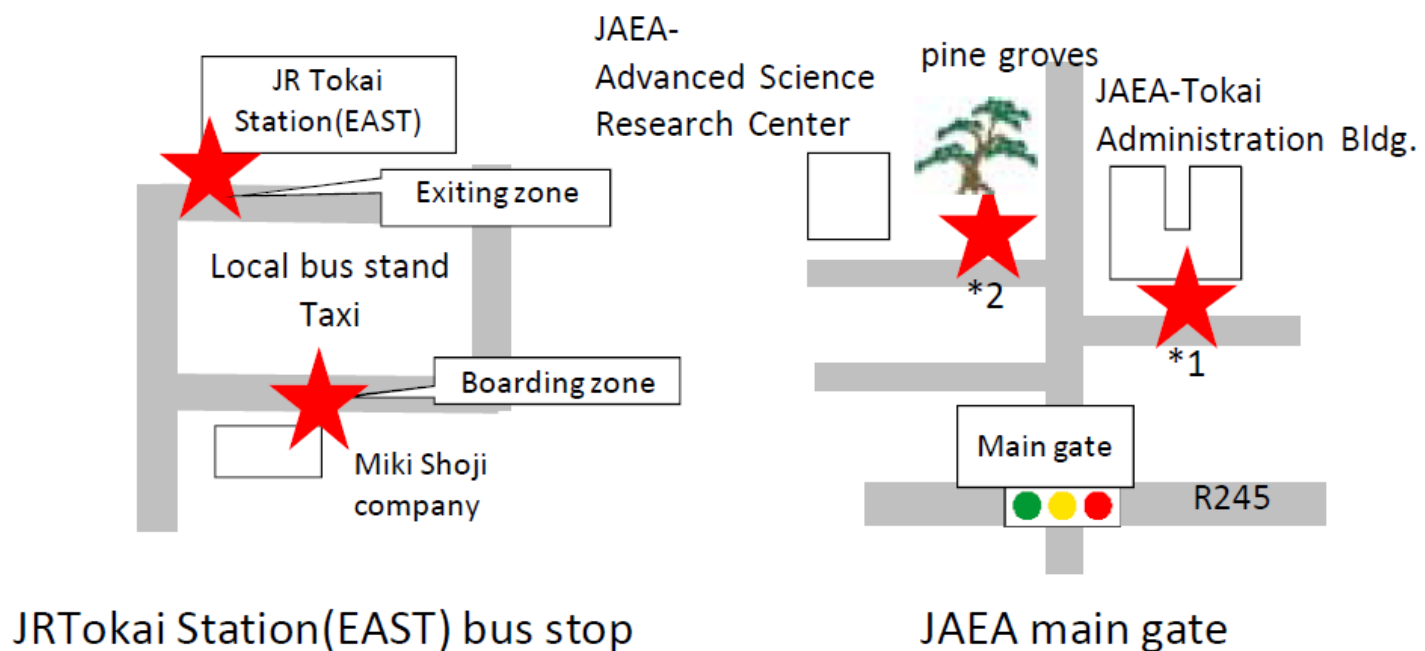 JR Tokai
Station(EAST)
Exiting zone
Local bus stand
Taxi
Boarding zone
Miki Shoji
company
JRTokai Station(EAST) bus stop
JAEA-
Advanced Science
Research Center
pine groves
JAEA-Tokai
Administration Bldg.
*2
*1
Main gate
R245
JAEA main gate